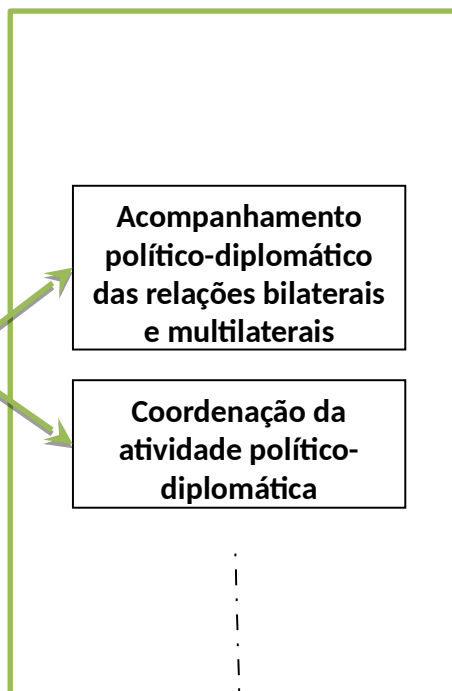 Acompanhamento
político-diplomático
das relações bilaterais
e multilaterais
Coordenação da
atividade político-
diplomática